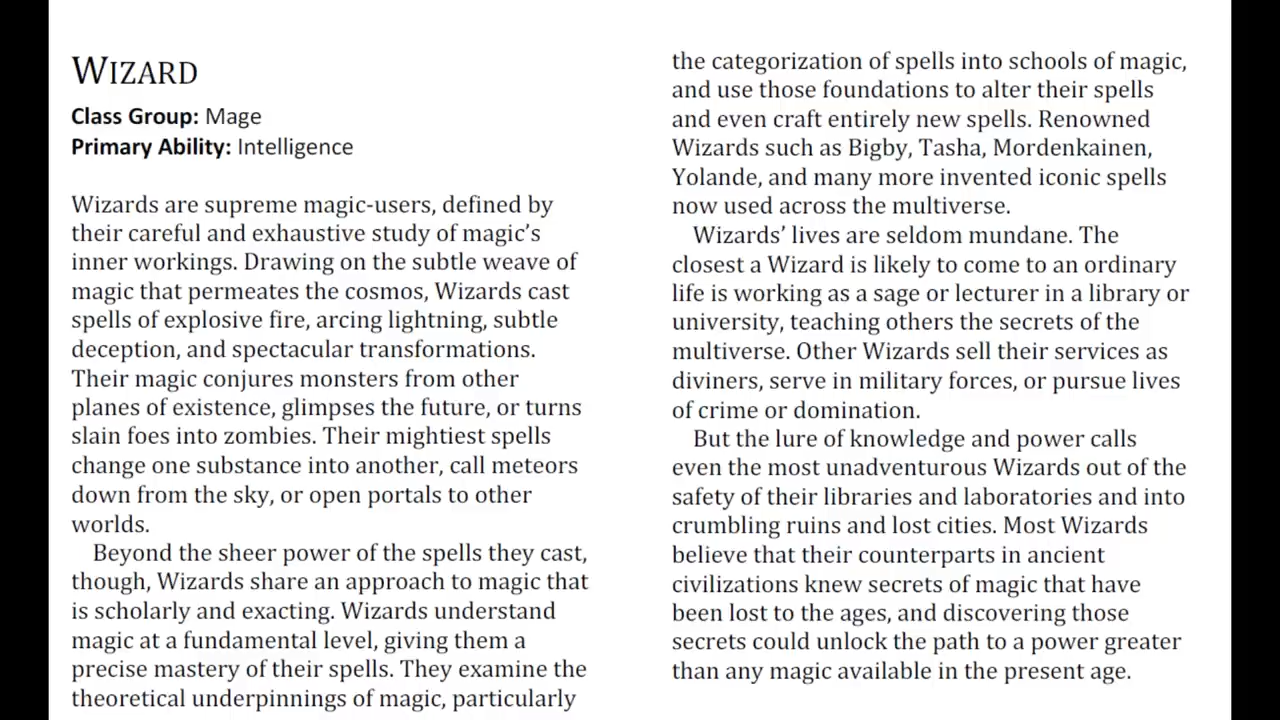 WIZARD
Class Group: Mage
Primary Ability: Intelligence
Wizards are supreme magic-users, defined by
their careful and exhaustive study of magic’s
inner workings. Drawing on the subtle weave of
magic that permeates the cosmos, Wizards cast
spells of explosive fire, arcing lightning, subtle
deception, and spectacular transformations.
Their magic conjures monsters from other
planes of existence, glimpses the future, or turns
slain foes into zombies. Their mightiest spells
change one substance into another, call meteors
down from the sky, or open portals to other
worlds.
Beyond the sheer power of the spells they cast,
though, Wizards share an approach to magic that
is scholarly and exacting. Wizards understand
magic at a fundamental level, giving them a
precise mastery of their spells. They examine the
theoretical underpinnings of magic, particularly
the categorization of spells into schools of magic,
and use those foundations to alter their spells
and even craft entirely new spells. Renowned
Wizards such as Bigby, Tasha, Mordenkainen,
Yolande, and many more invented iconic spells
now used across the multiverse.
Wizards’ lives are seldom mundane. The
closest a Wizard is likely to come to an ordinary
life is working as a sage or lecturer in a library or
university, teaching others the secrets of the
multiverse. Other Wizards sell their services as
diviners, serve in military forces, or pursue lives
of crime or domination.
But the lure of knowledge and power calls
even the most unadventurous Wizards out of the
safety of their libraries and laboratories and into
crumbling ruins and lost cities. Most Wizards
believe that their counterparts in ancient
civilizations knew secrets of magic that have
been lost to the ages, and discovering those
secrets could unlock the path to a power greater
than any magic available in the present age.